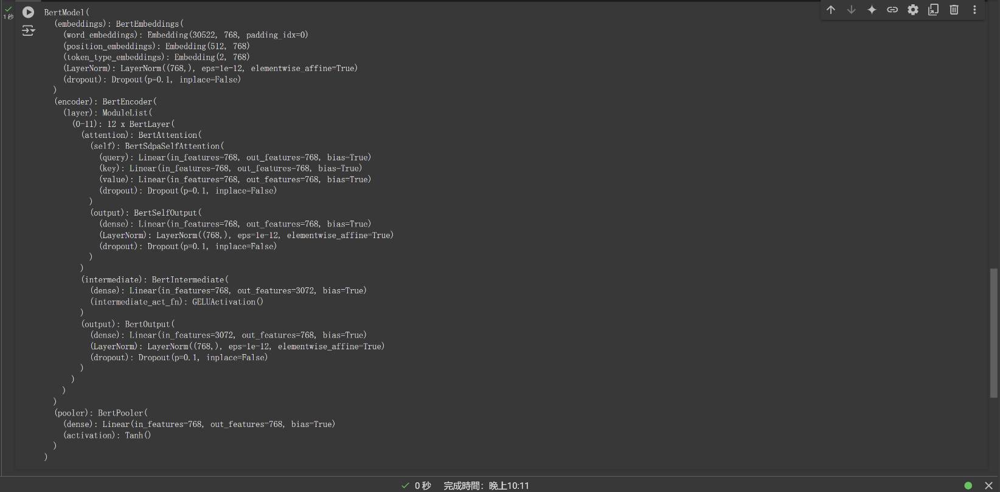 1 秒
BertModel(
(embeddings): BertEmbeddings(
(word_embeddings): Embedding(30522, 768, padding_idx=0)
(position_embeddings): Embedding(512, 768)
(token_type_embeddings): Embedding(2, 768)
(LayerNorm): LayerNorm((768,), eps=1e-12, elementwise_affine=True)
(dropout): Dropout(p=0.1, inplace=False)
)
(encoder): BertEncoder(
(layer): ModuleList(
(0-11): 12 x BertLayer(
(attention): BertAttention(
(self): BertSdpaSelfAttention(
(query): Linear(in_features=768, out_features=768, bias=True)
(key): Linear(in_features=768, out_features=768, bias=True)
(value): Linear(in_features=768, out_features=768, bias=True)
(dropout): Dropout(p=0.1, inplace=False)
)
(output): BertSelfOutput(
(dense): Linear(in_features=768, out_features=768, bias=True)
(LayerNorm): LayerNorm((768,), eps=1e-12, elementwise_affine=True)
(dropout): Dropout(p=0.1, inplace=False)
)
)
(intermediate): BertIntermediate(
(dense): Linear(in_features=768, out_features=3072, bias=True)
(intermediate_act_fn): GELUActivation()
)
(output): BertOutput(
(dense): Linear(in_features=3072, out_features=768, bias=True)
(LayerNorm): LayerNorm((768,), eps=1e-12, elementwise_affine=True)
(dropout): Dropout(p=0.1, inplace=False)
)
)
)
)
(pooler): BertPooler(
(dense): Linear(in_features=768, out_features=768, bias=True)
(activation): Tanh()
)
)
0 秒 完成時間：晚上10:11